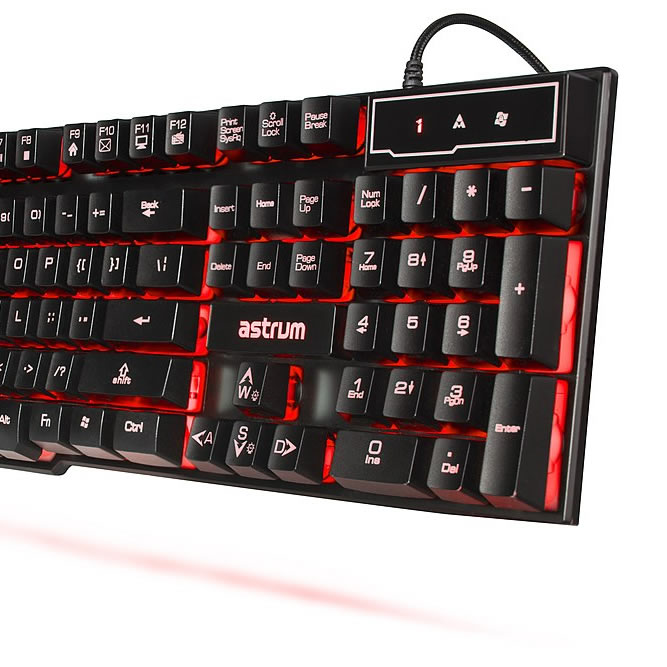 F8 F9 F10 F11 F12 Print Screen SysRq Scroll Lock Pause Break
1 A
9( 0) -_ += Back Insert Home Page Up Num Lock / * -
O P {[ }] \¦ Delete End Page Down 7 Home 8 9 PgUp +
L :; astrum 4 5 6
/? shift W 1 End 2 3 PgDn Enter
Alt Fn Ctrl A S D 0 Ins . Del